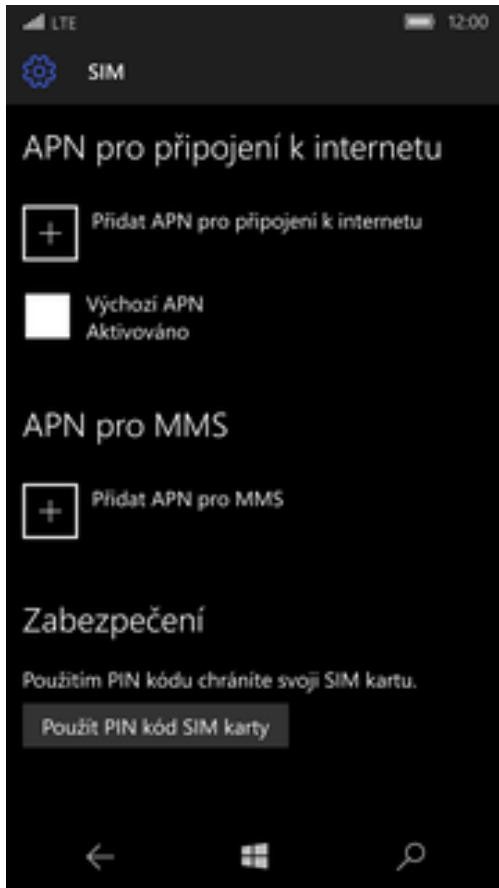 LTE 12:00
SIM
APN pro připojení k internetu
Přidat APN pro připojení k internetu
Výchozí APN
Aktivováno
APN pro MMS
Přidat APN pro MMS
Zabezpečení
Použitím PIN kódu chráníte svoji SIM kartu.
Použít PIN kód SIM karty